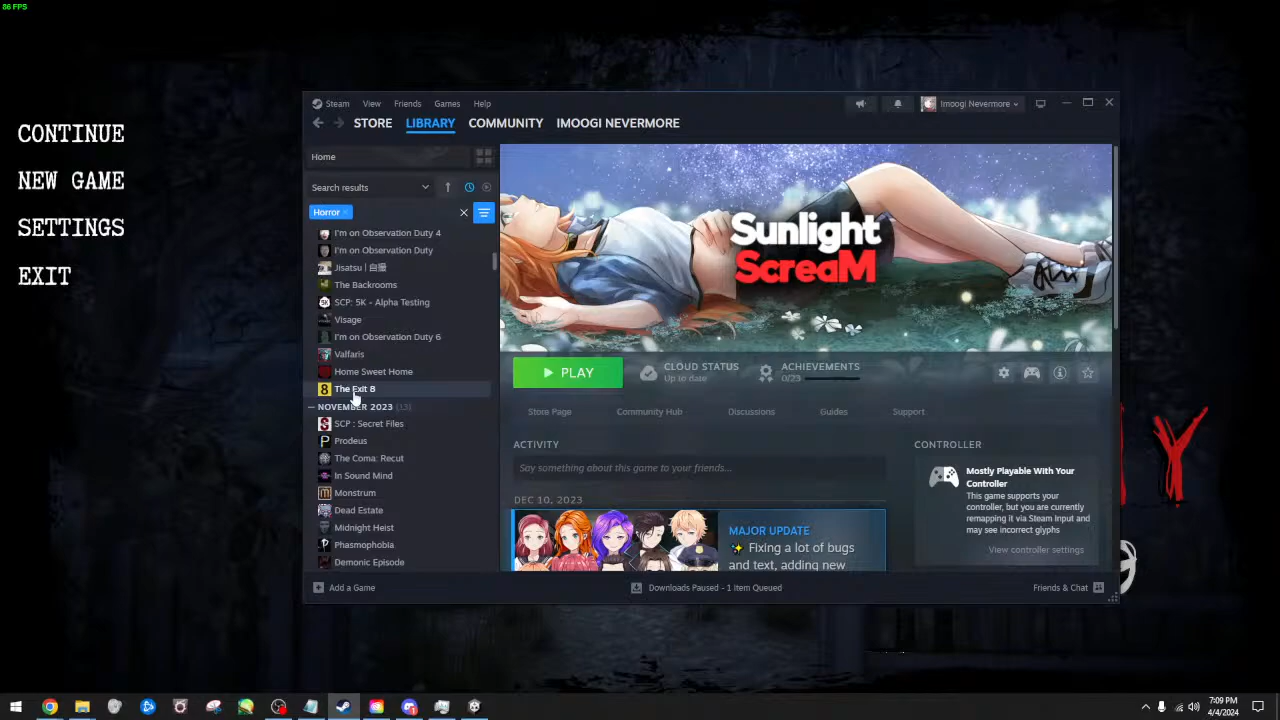 86 FPS
CONTINUE
NEW GAME
SETTINGS
EXIT
Steam View Friends Games Help
Imoogi Nevermore
STORE LIBRARY COMMUNITY IMOOGI NEVERMORE
Home
Search results
Horror
I'm on Observation Duty 4
I'm on Observation Duty
Jisatsu | 自撮
The Backrooms
SCP: 5K - Alpha Testing
Visage
I'm on Observation Duty 6
Valfaris
Home Sweet Home
8 The Exit 8
NOVEMBER 2023 (13)
SCP : Secret Files
Prodeus
The Coma: Recut
In Sound Mind
Monstrum
Dead Estate
Midnight Heist
Phasmophobia
Demonic Episode
Sunlight
ScreaM
PLAY
CLOUD STATUS
Up to date
ACHIEVEMENTS
0/23
Store Page Community Hub Discussions Guides Support
ACTIVITY
Say something about this game to your friends...
DEC 10, 2023
MAJOR UPDATE
Fixing a lot of bugs
and text, adding new
CONTROLLER
Mostly Playable With Your
Controller
This game supports your
controller, but you are currently
remapping it via Steam Input and
may see incorrect glyphs
View controller settings
Add a Game
Downloads Paused - 1 Item Queued
Friends & Chat
Y
7:09 PM
4/4/2024